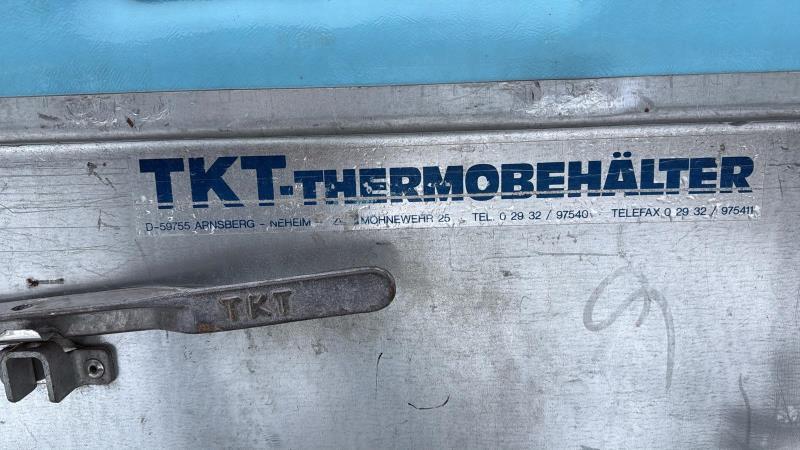 TKT-THERMOBEHÄLTER
D-59755 ARNSBERG - NEHEIM MÖHNEWEHR 25 TEL. 0 29 32 / 97540 TELEFAX 0 29 32 / 975411
TKT